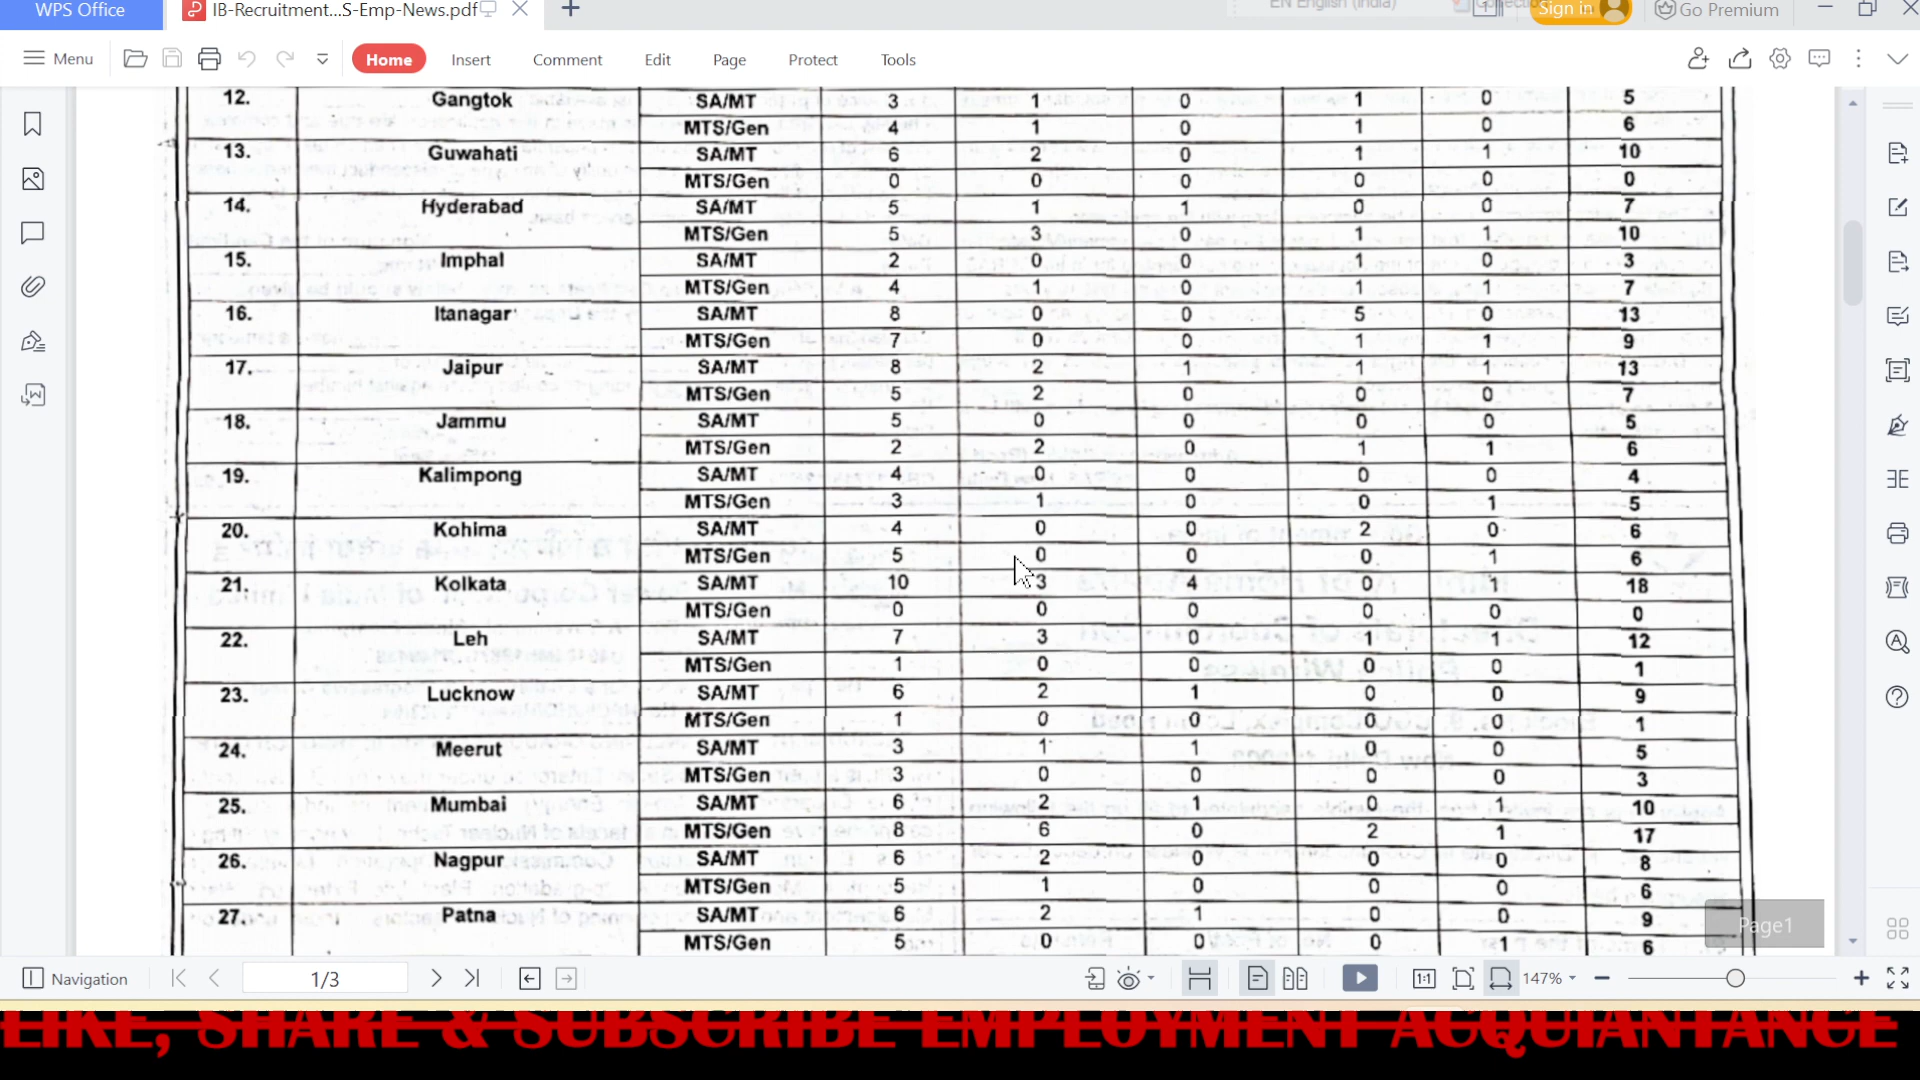 WPS Office IB-Recruitment...S-Emp-News.pdf EN English (India) Sign in Go Premium
Menu Home Insert Comment Edit Page Protect Tools
12. Gangtok SA/MT 3 1 0 1 0 5
MTS/Gen 4 1 0 1 0 6
13. Guwahati SA/MT 6 2 0 1 1 10
MTS/Gen 0 0 0 0 0 0
14. Hyderabad SA/MT 5 1 1 0 0 7
MTS/Gen 5 3 0 1 1 10
15. Imphal SA/MT 2 0 0 1 0 3
MTS/Gen 4 1 0 1 1 7
16. Itanagar SA/MT 8 0 0 5 0 13
MTS/Gen 7 0 0 1 1 9
17. Jaipur SA/MT 8 2 1 1 1 13
MTS/Gen 5 2 0 0 0 7
18. Jammu SA/MT 5 0 0 0 0 5
MTS/Gen 2 2 0 1 1 6
19. Kalimpong SA/MT 4 0 0 0 0 4
MTS/Gen 3 1 0 0 1 5
20. Kohima SA/MT 4 0 0 2 0 6
MTS/Gen 5 0 0 0 1 6
21. Kolkata SA/MT 10 3 4 0 18
MTS/Gen 0 0 0 0 0 0
22. Leh SA/MT 7 3 0 1 1 12
MTS/Gen 1 0 0 0 0 1
23. Lucknow SA/MT 6 2 1 0 0 9
MTS/Gen 1 0 0 0 0 1
24. Meerut SA/MT 3 1 1 0 0 5
MTS/Gen 3 0 0 0 0 3
25. Mumbai SA/MT 6 2 1 0 1 10
MTS/Gen 8 6 0 2 1 17
26. Nagpur SA/MT 6 2 0 0 0 8
MTS/Gen 5 1 0 0 0 6
27. Patna SA/MT 6 2 1 0 0 9
MTS/Gen 5 0 0 0 1 6
Page1
Navigation 1/3 1:1 147%
LIKE, SHARE & SUBSCRIBE EMPLOYMENT ACQUIANTANCE